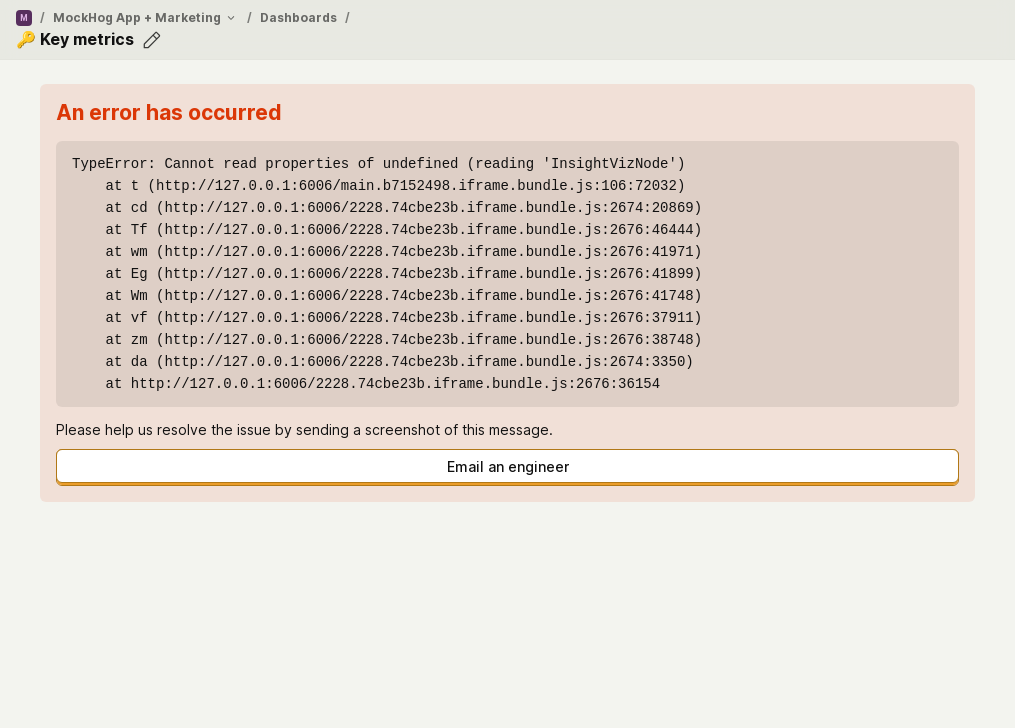 M / MockHog App + Marketing / Dashboards /
🔑 Key metrics
An error has occurred
TypeError: Cannot read properties of undefined (reading 'InsightVizNode')
    at t (http://127.0.0.1:6006/main.b7152498.iframe.bundle.js:106:72032)
    at cd (http://127.0.0.1:6006/2228.74cbe23b.iframe.bundle.js:2674:20869)
    at Tf (http://127.0.0.1:6006/2228.74cbe23b.iframe.bundle.js:2676:46444)
    at wm (http://127.0.0.1:6006/2228.74cbe23b.iframe.bundle.js:2676:41971)
    at Eg (http://127.0.0.1:6006/2228.74cbe23b.iframe.bundle.js:2676:41899)
    at Wm (http://127.0.0.1:6006/2228.74cbe23b.iframe.bundle.js:2676:41748)
    at vf (http://127.0.0.1:6006/2228.74cbe23b.iframe.bundle.js:2676:37911)
    at zm (http://127.0.0.1:6006/2228.74cbe23b.iframe.bundle.js:2676:38748)
    at da (http://127.0.0.1:6006/2228.74cbe23b.iframe.bundle.js:2674:3350)
    at http://127.0.0.1:6006/2228.74cbe23b.iframe.bundle.js:2676:36154
Please help us resolve the issue by sending a screenshot of this message.
Email an engineer